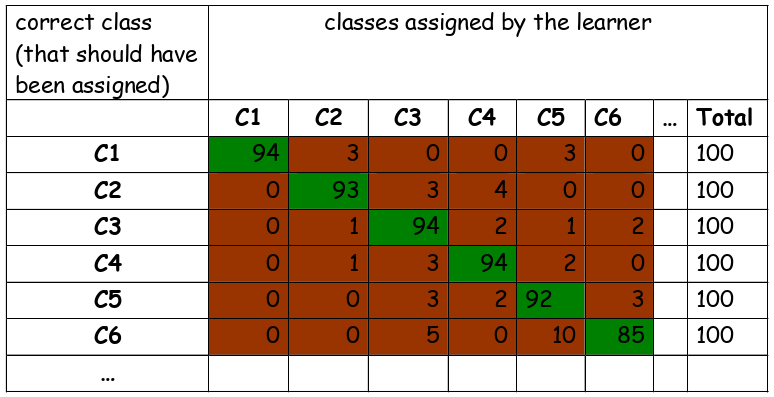 correct class
(that should have
been assigned)
classes assigned by the learner
C1 C2 C3 C4 C5 C6 ... Total
C1 94 3 0 0 3 0 100
C2 0 93 3 4 0 0 100
C3 0 1 94 2 1 2 100
C4 0 1 3 94 2 0 100
C5 0 0 3 2 92 3 100
C6 0 0 5 0 10 85 100
...